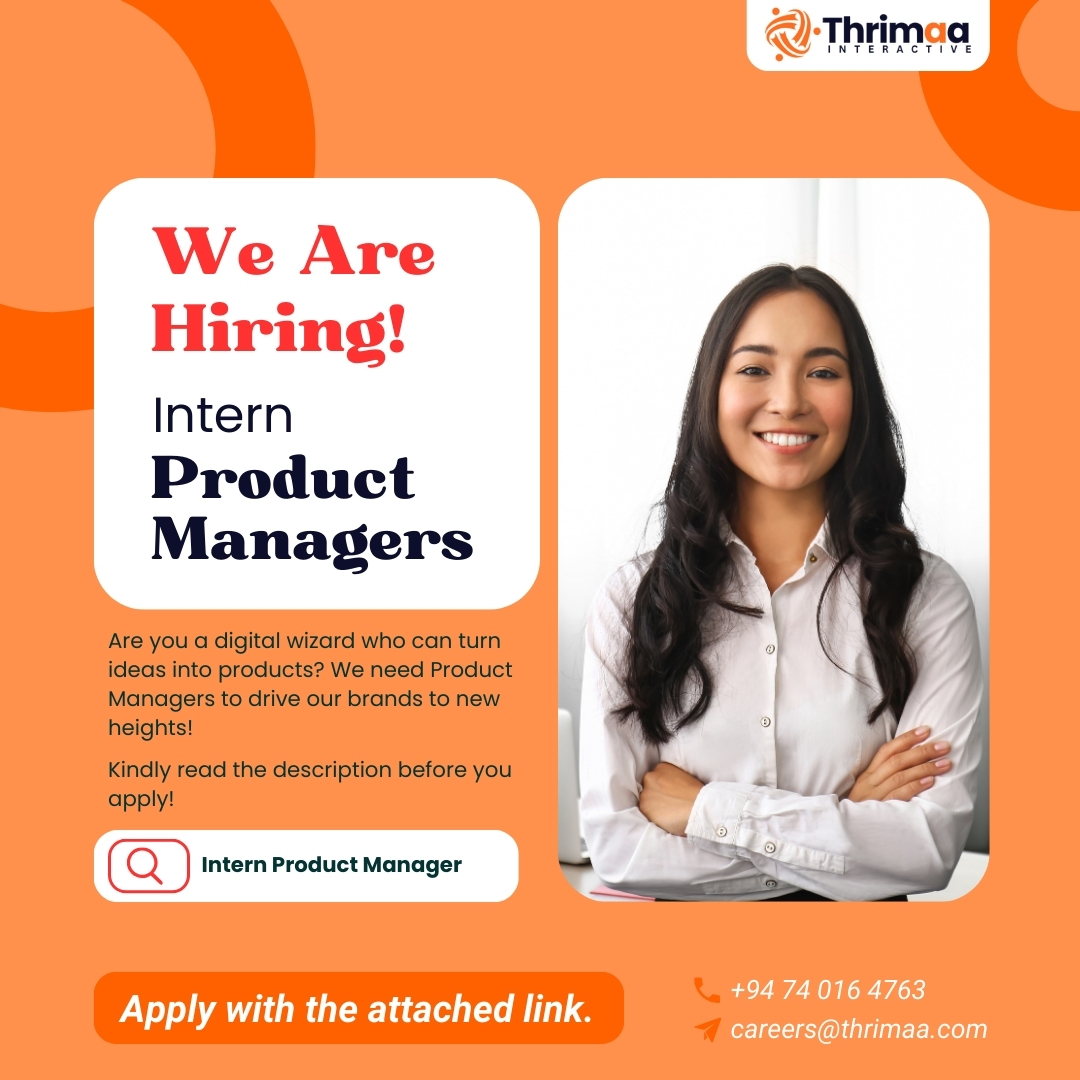 Thrimaa
INTERACTIVE
We Are
Hiring!
Intern
Product
Managers
Are you a digital wizard who can turn
ideas into products? We need Product
Managers to drive our brands to new
heights!
Kindly read the description before you
apply!
Intern Product Manager
Apply with the attached link.
+94 74 016 4763
careers@thrimaa.com